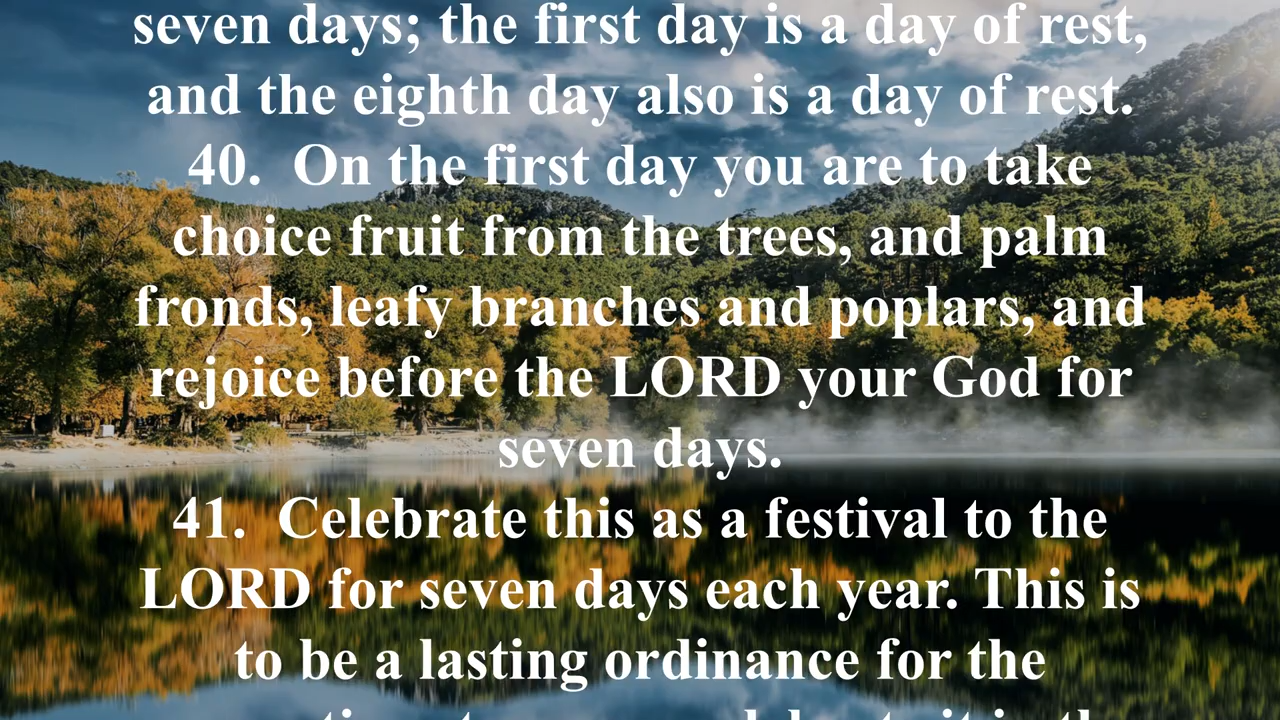 seven days; the first day is a day of rest,
and the eighth day also is a day of rest.
40.  On the first day you are to take
choice fruit from the trees, and palm
fronds, leafy branches and poplars, and
rejoice before the LORD your God for
seven days.
41.  Celebrate this as a festival to the
LORD for seven days each year. This is
to be a lasting ordinance for the